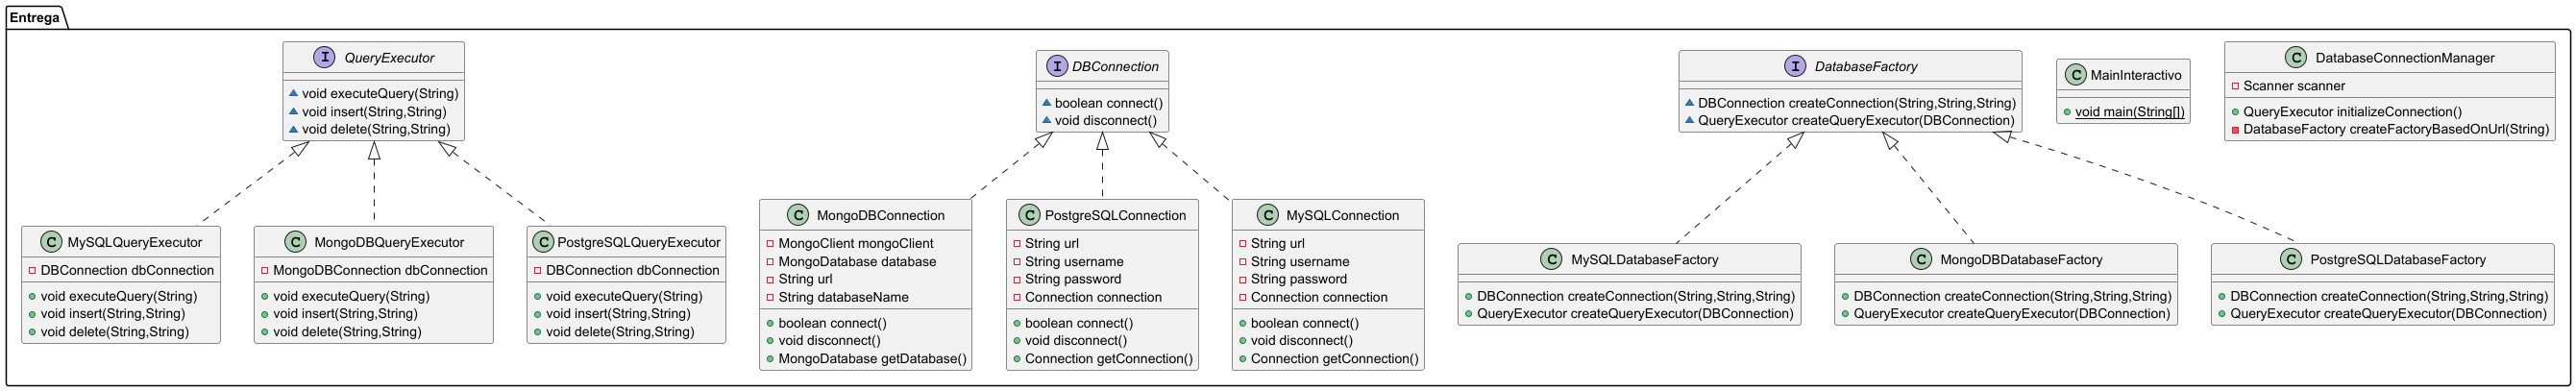 Entrega
I QueryExecutor
void executeQuery(String)
void insert(String,String)
void delete(String,String)
I DBConnection
boolean connect()
void disconnect()
I DatabaseFactory
DBConnection createConnection(String,String,String)
QueryExecutor createQueryExecutor(DBConnection)
C MainInteractivo
void main(String[])
C DatabaseConnectionManager
Scanner scanner
QueryExecutor initializeConnection()
DatabaseFactory createFactoryBasedOnUrl(String)
C MySQLQueryExecutor
DBConnection dbConnection
void executeQuery(String)
void insert(String,String)
void delete(String,String)
C MongoDBQueryExecutor
MongoDBConnection dbConnection
void executeQuery(String)
void insert(String,String)
void delete(String,String)
C PostgreSQLQueryExecutor
DBConnection dbConnection
void executeQuery(String)
void insert(String,String)
void delete(String,String)
C MongoDBConnection
MongoClient mongoClient
MongoDatabase database
String url
String databaseName
boolean connect()
void disconnect()
MongoDatabase getDatabase()
C PostgreSQLConnection
String url
String username
String password
Connection connection
boolean connect()
void disconnect()
Connection getConnection()
C MySQLConnection
String url
String username
String password
Connection connection
boolean connect()
void disconnect()
Connection getConnection()
C MySQLDatabaseFactory
DBConnection createConnection(String,String,String)
QueryExecutor createQueryExecutor(DBConnection)
C MongoDBDatabaseFactory
DBConnection createConnection(String,String,String)
QueryExecutor createQueryExecutor(DBConnection)
C PostgreSQLDatabaseFactory
DBConnection createConnection(String,String,String)
QueryExecutor createQueryExecutor(DBConnection)